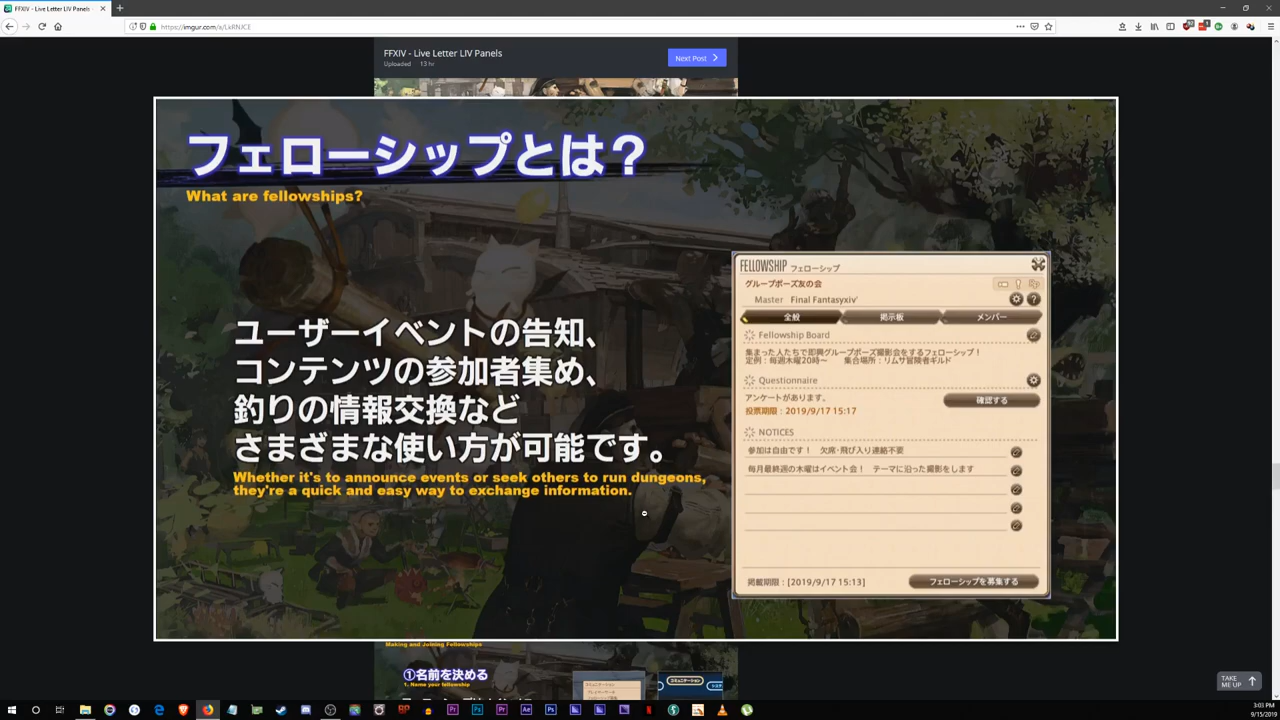 FFXIV - Live Letter LIV Panels
https://imgur.com/a/LkRNJCE
FFXIV - Live Letter LIV Panels
Uploaded 13 hr
Next Post
フェローシップとは？
What are fellowships?
ユーザーイベントの告知、
コンテンツの参加者集め、
釣りの情報交換など
さまざまな使い方が可能です。
Whether it's to announce events or seek others to run dungeons,
they're a quick and easy way to exchange information.
FELLOWSHIP フェローシップ
グループポーズ友の会
Master Final Fantasyxiv'
全般 掲示板 メンバー
Fellowship Board
集まった人たちで即興グループポーズ撮影会をするフェローシップ！
定例：毎週木曜20時〜 集合場所：リムサ冒険者ギルド
Questionnaire
アンケートがあります。
投票期限：2019/9/17 15:17
確認する
NOTICES
参加は自由です！ 欠席・飛び入り連絡不要
毎月最終週の木曜はイベント会！ テーマに沿った撮影をします
掲載期限：[2019/9/17 15:13]
フェローシップを募集する
Making and Joining Fellowships
①名前を決める
1. Name your fellowship
コミュニティー
TAKE
ME UP
3:03 PM
9/15/2019